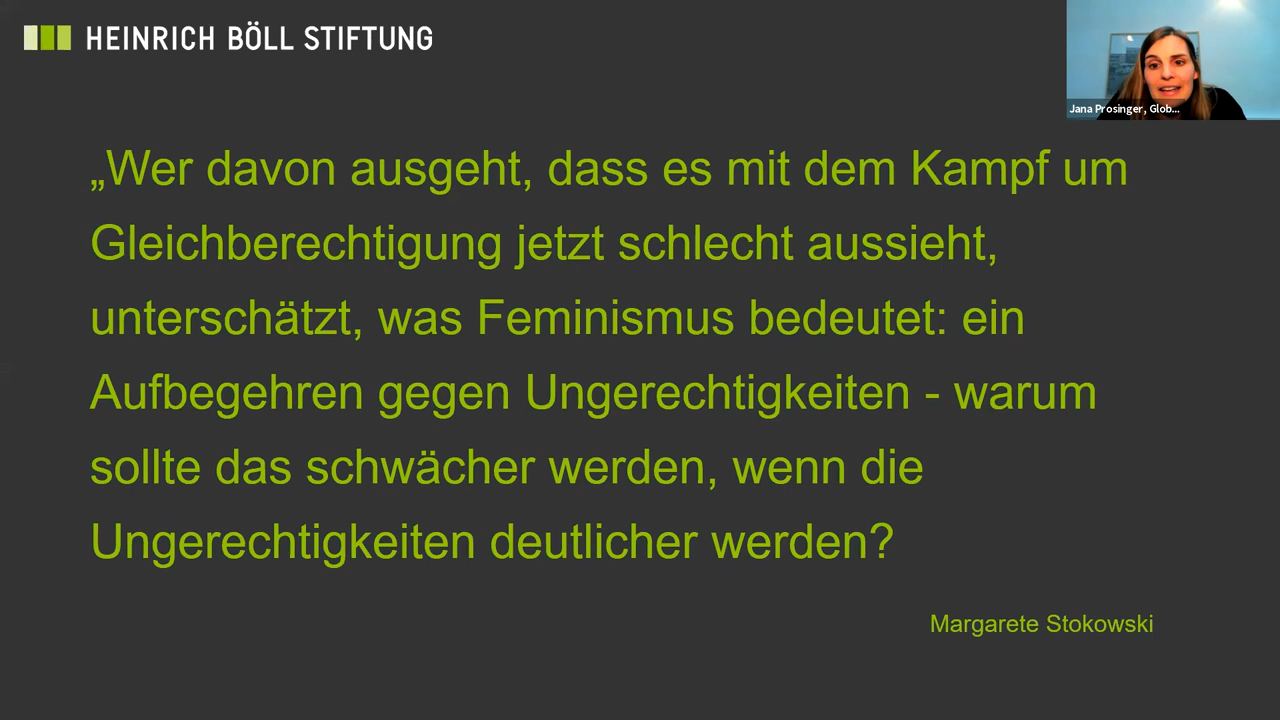 HEINRICH BÖLL STIFTUNG
Jana Prosinger, Glob...
„Wer davon ausgeht, dass es mit dem Kampf um
Gleichberechtigung jetzt schlecht aussieht,
unterschätzt, was Feminismus bedeutet: ein
Aufbegehren gegen Ungerechtigkeiten - warum
sollte das schwächer werden, wenn die
Ungerechtigkeiten deutlicher werden?
Margarete Stokowski